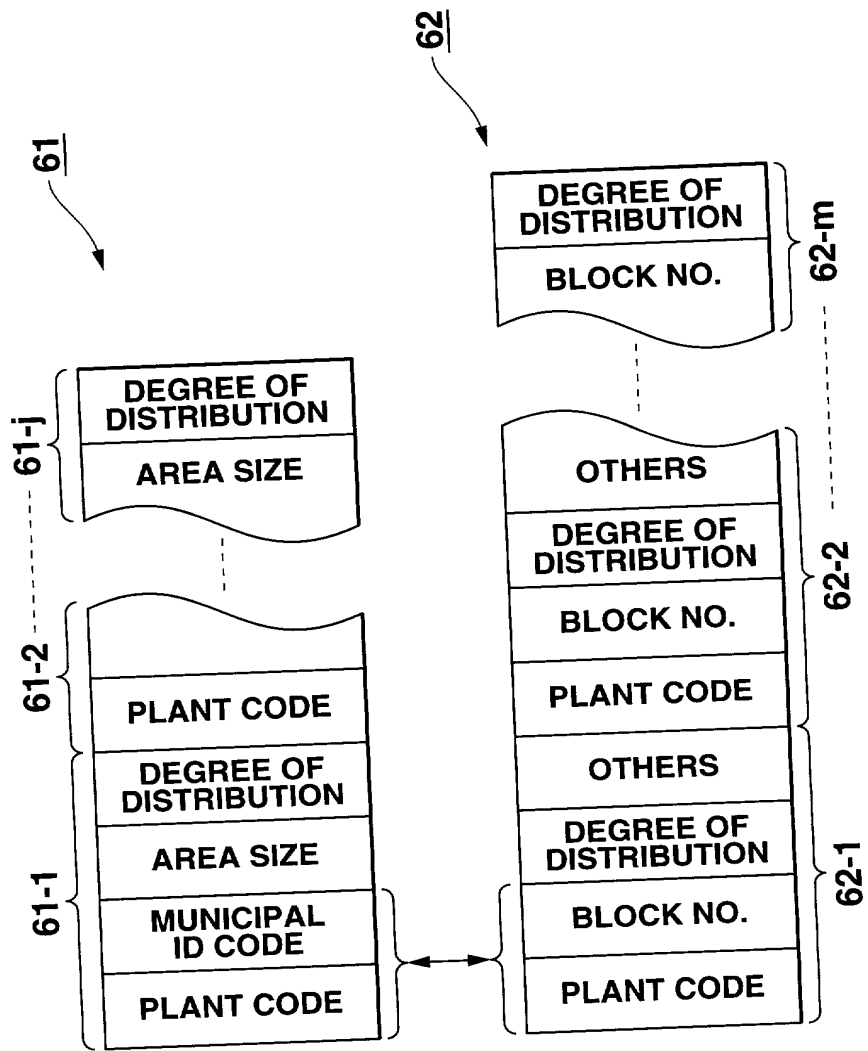 61
DEGREE OF
DISTRIBUTION
AREA SIZE
PLANT CODE
DEGREE OF
DISTRIBUTION
AREA SIZE
MUNICIPAL
ID CODE
PLANT CODE
61-j
61-2
61-1
62
DEGREE OF
DISTRIBUTION
BLOCK NO.
OTHERS
DEGREE OF
DISTRIBUTION
BLOCK NO.
PLANT CODE
OTHERS
DEGREE OF
DISTRIBUTION
BLOCK NO.
PLANT CODE
62-m
62-2
62-1